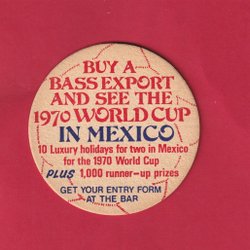 BUY A
BASS EXPORT
AND SEE THE
1970 WORLD CUP
IN MEXICO
10 Luxury holidays for two in Mexico
for the 1970 World Cup
PLUS 1,000 runner-up prizes
GET YOUR ENTRY FORM
AT THE BAR